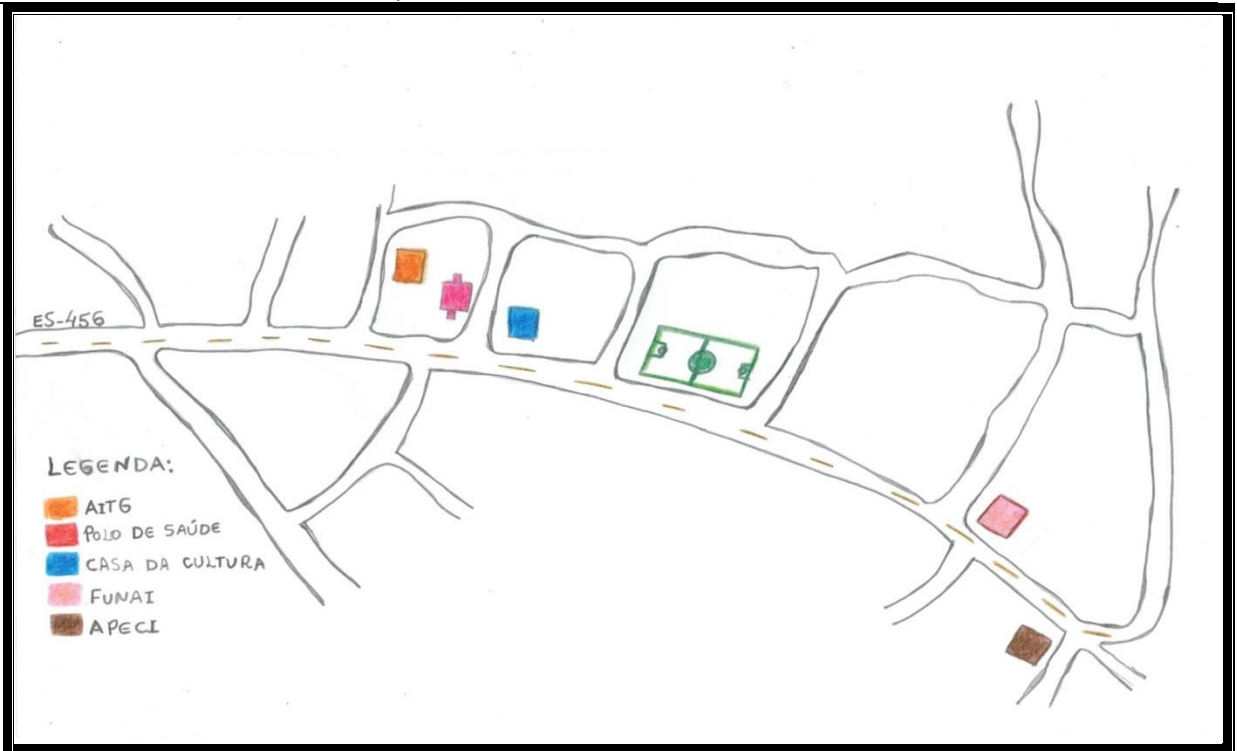 ES-456
LEGENDA:
AITG
POLO DE SAÚDE
CASA DA CULTURA
FUNAI
APECI